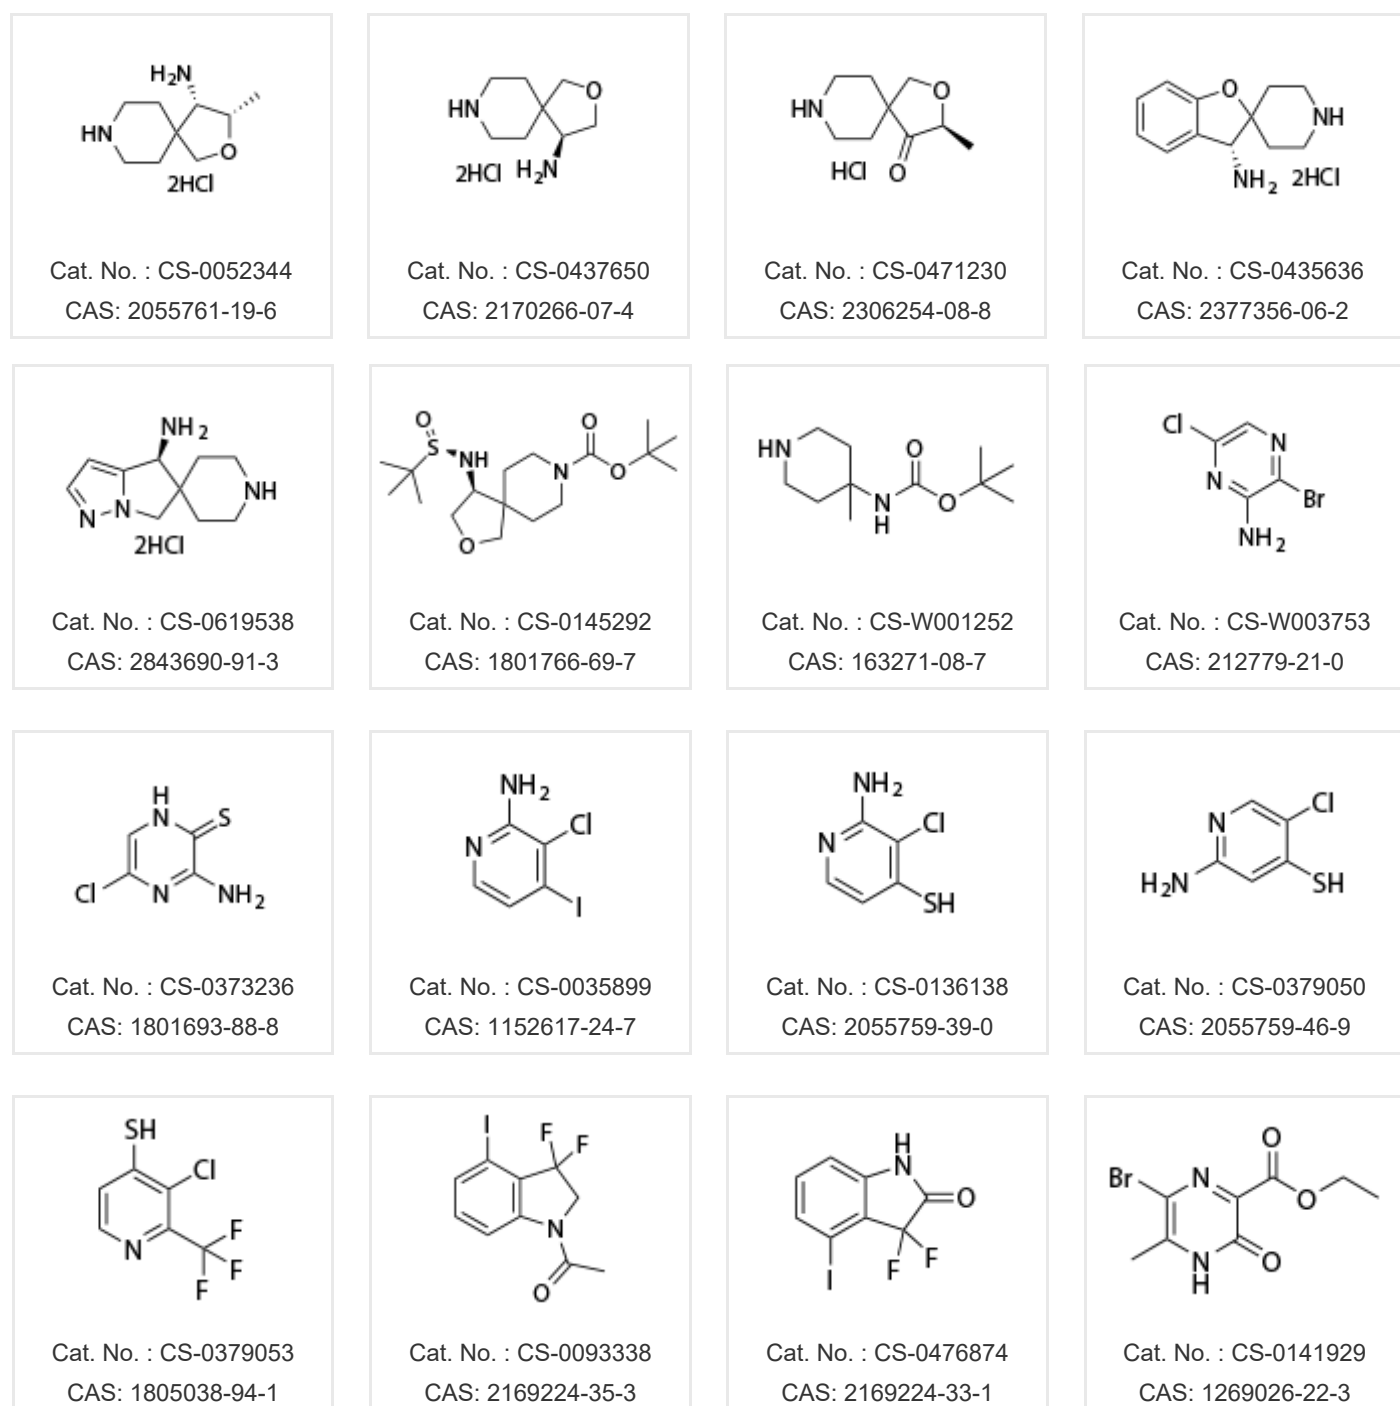 H₂N
HN
O
2HCl
Cat. No. : CS-0052344
CAS: 2055761-19-6
O
HN
2HCl H₂N
Cat. No. : CS-0437650
CAS: 2170266-07-4
O
HN
HCl
O
Cat. No. : CS-0471230
CAS: 2306254-08-8
O
NH
NH₂ 2HCl
Cat. No. : CS-0435636
CAS: 2377356-06-2
NH₂
NH
N N
2HCl
Cat. No. : CS-0619538
CAS: 2843690-91-3
O O
S NH N
O
O
Cat. No. : CS-0145292
CAS: 1801766-69-7
HN
O
N
H
O
Cat. No. : CS-W001252
CAS: 163271-08-7
Cl
N
N
Br
NH₂
Cat. No. : CS-W003753
CAS: 212779-21-0
H
N S
Cl N NH₂
Cat. No. : CS-0373236
CAS: 1801693-88-8
NH₂
Cl
N
I
Cat. No. : CS-0035899
CAS: 1152617-24-7
NH₂
Cl
N
SH
Cat. No. : CS-0136138
CAS: 2055759-39-0
Cl
N
H₂N SH
Cat. No. : CS-0379050
CAS: 2055759-46-9
SH
Cl
F
N
F
F
Cat. No. : CS-0379053
CAS: 1805038-94-1
I
F
F
N
O
Cat. No. : CS-0093338
CAS: 2169224-35-3
H
N
O
F
F
I
Cat. No. : CS-0476874
CAS: 2169224-33-1
O
Br N
O
N
H
O
Cat. No. : CS-0141929
CAS: 1269026-22-3